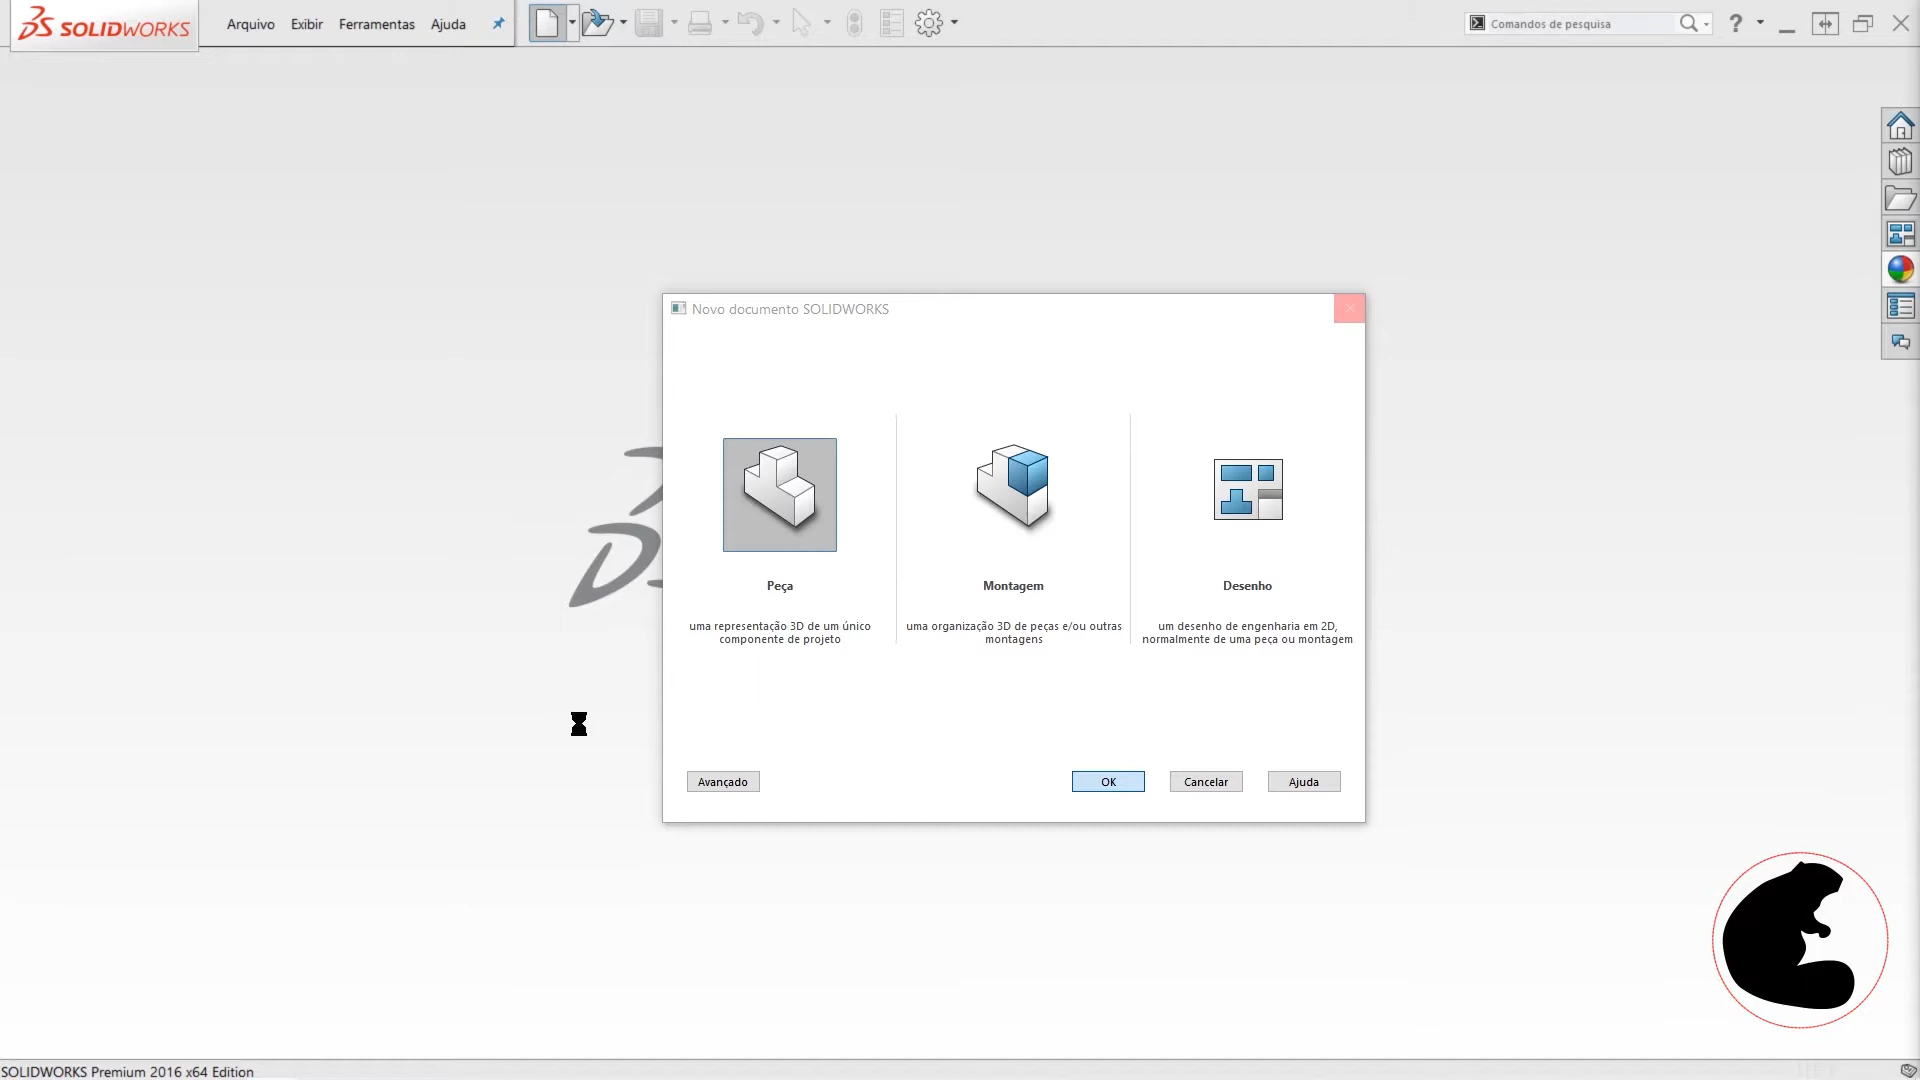 SOLIDWORKS
Arquivo Exibir Ferramentas Ajuda
Comandos de pesquisa
?
Novo documento SOLIDWORKS
Peça
uma representação 3D de um único
componente de projeto
Montagem
uma organização 3D de peças e/ou outras
montagens
Desenho
um desenho de engenharia em 2D,
normalmente de uma peça ou montagem
Avançado
OK
Cancelar
Ajuda
SOLIDWORKS Premium 2016 x64 Edition